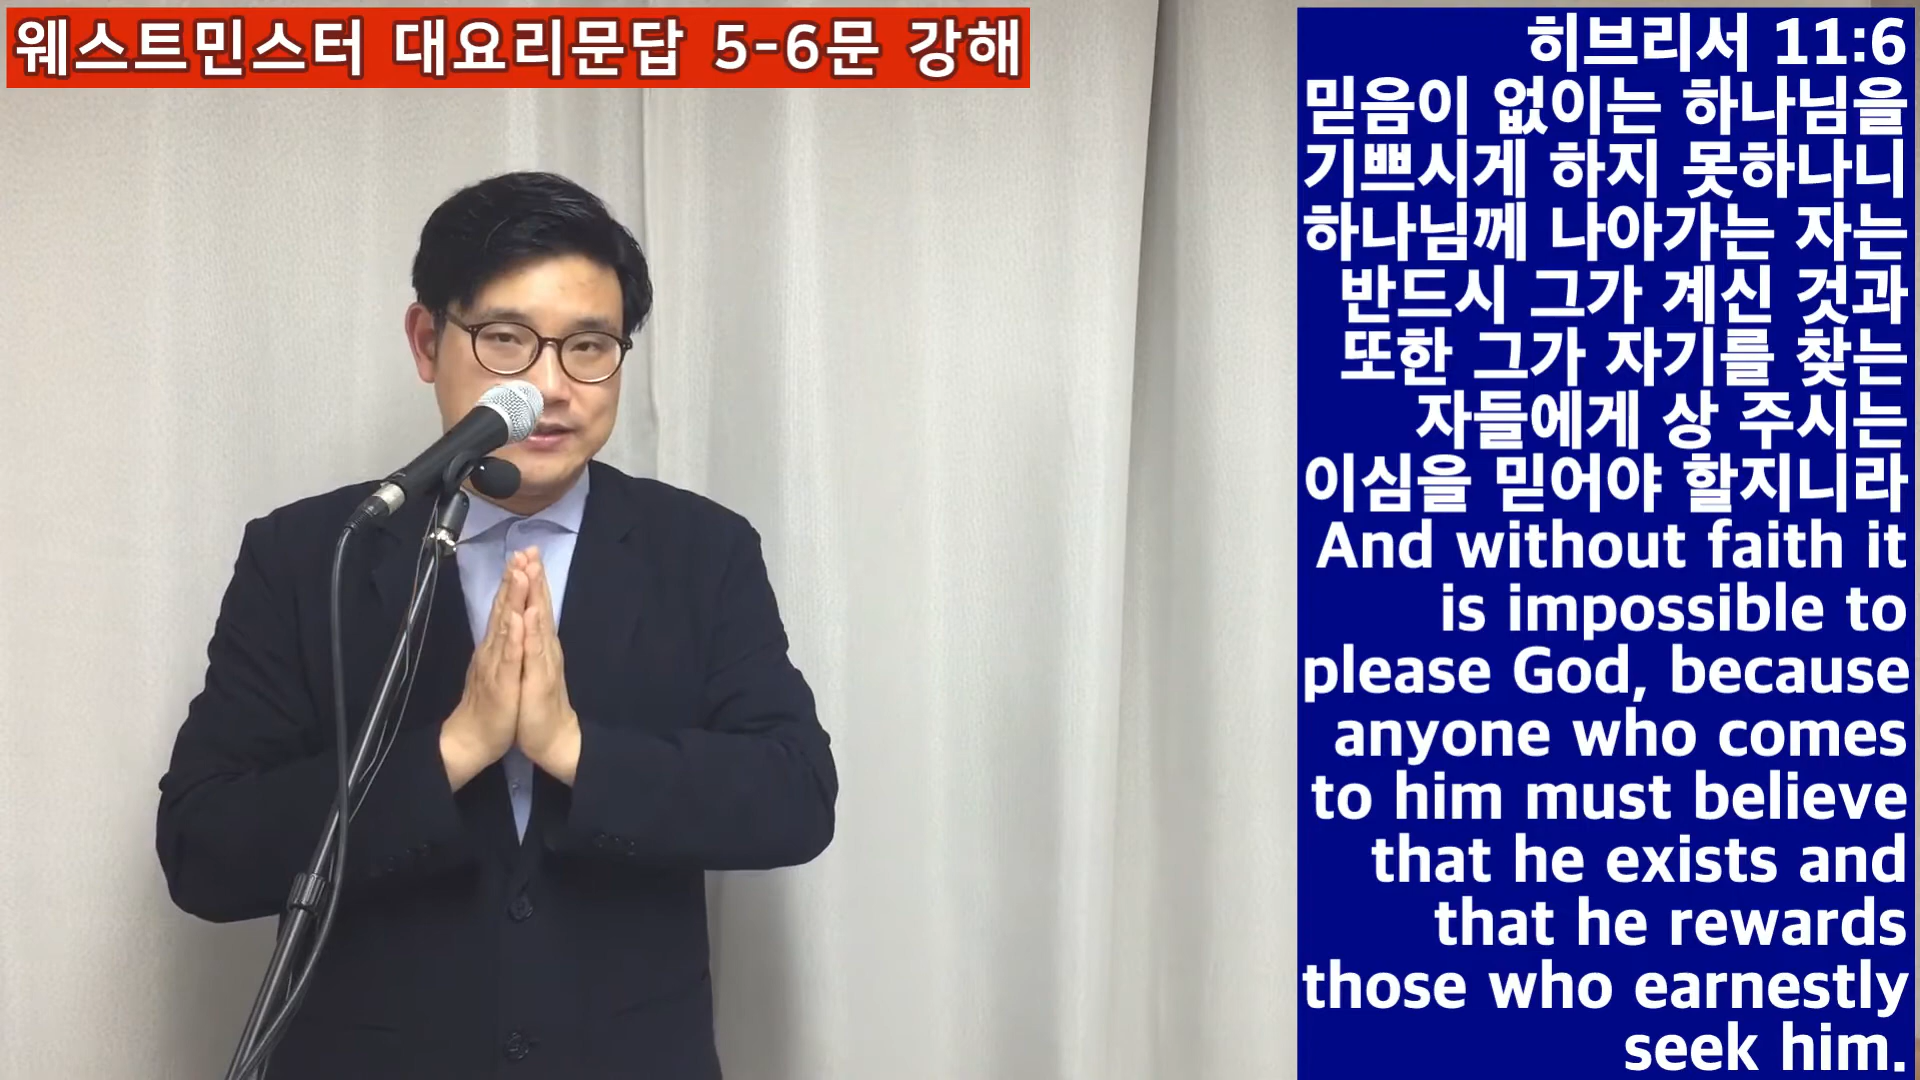 웨스트민스터 대요리문답 5-6문 강해
히브리서 11:6
믿음이 없이는 하나님을
기쁘시게 하지 못하나니
하나님께 나아가는 자는
반드시 그가 계신 것과
또한 그가 자기를 찾는
자들에게 상 주시는
이심을 믿어야 할지니라
And without faith it
is impossible to
please God, because
anyone who comes
to him must believe
that he exists and
that he rewards
those who earnestly
seek him.